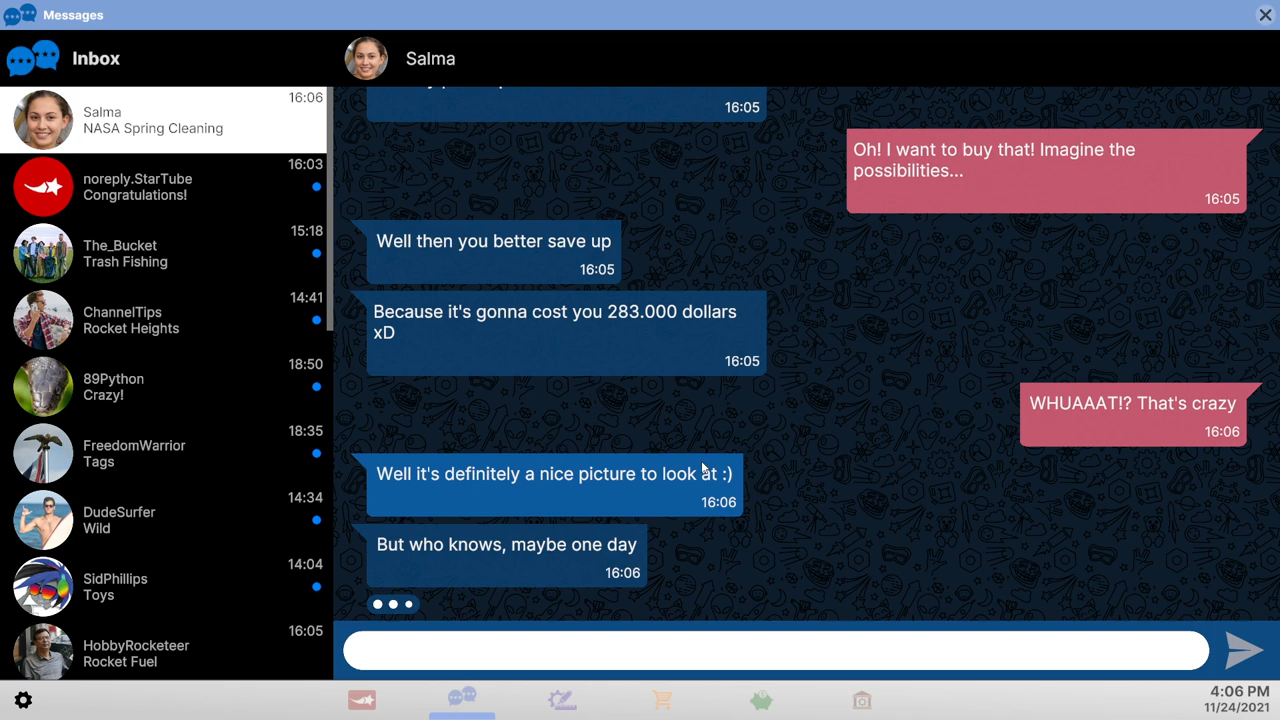 Messages
Inbox
Salma
16:06
Salma
NASA Spring Cleaning
16:03
noreply.StarTube
Congratulations!
15:18
The_Bucket
Trash Fishing
14:41
ChannelTips
Rocket Heights
18:50
89Python
Crazy!
18:35
FreedomWarrior
Tags
14:34
DudeSurfer
Wild
14:04
SidPhillips
Toys
16:05
HobbyRocketeer
Rocket Fuel
16:05
Oh! I want to buy that! Imagine the
possibilities...
16:05
Well then you better save up
16:05
Because it's gonna cost you 283.000 dollars
xD
16:05
WHUAAAT!? That's crazy
16:06
Well it's definitely a nice picture to look at :)
16:06
But who knows, maybe one day
16:06
4:06 PM
11/24/2021